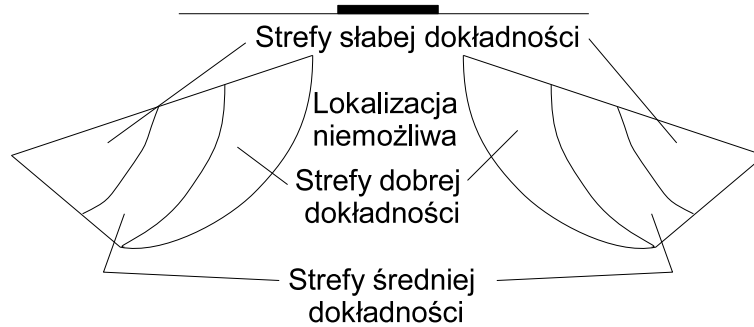 Strefy słabej dokładności
Lokalizacja
niemożliwa
Strefy dobrej
dokładności
Strefy średniej
dokładności